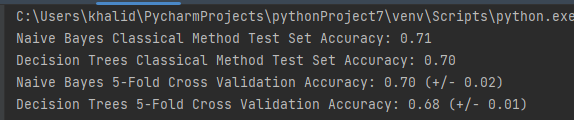 C:\Users\khalid\PycharmProjects\pythonProject7\venv\Scripts\python.exe
Naive Bayes Classical Method Test Set Accuracy: 0.71
Decision Trees Classical Method Test Set Accuracy: 0.70
Naive Bayes 5-Fold Cross Validation Accuracy: 0.70 (+/- 0.02)
Decision Trees 5-Fold Cross Validation Accuracy: 0.68 (+/- 0.01)